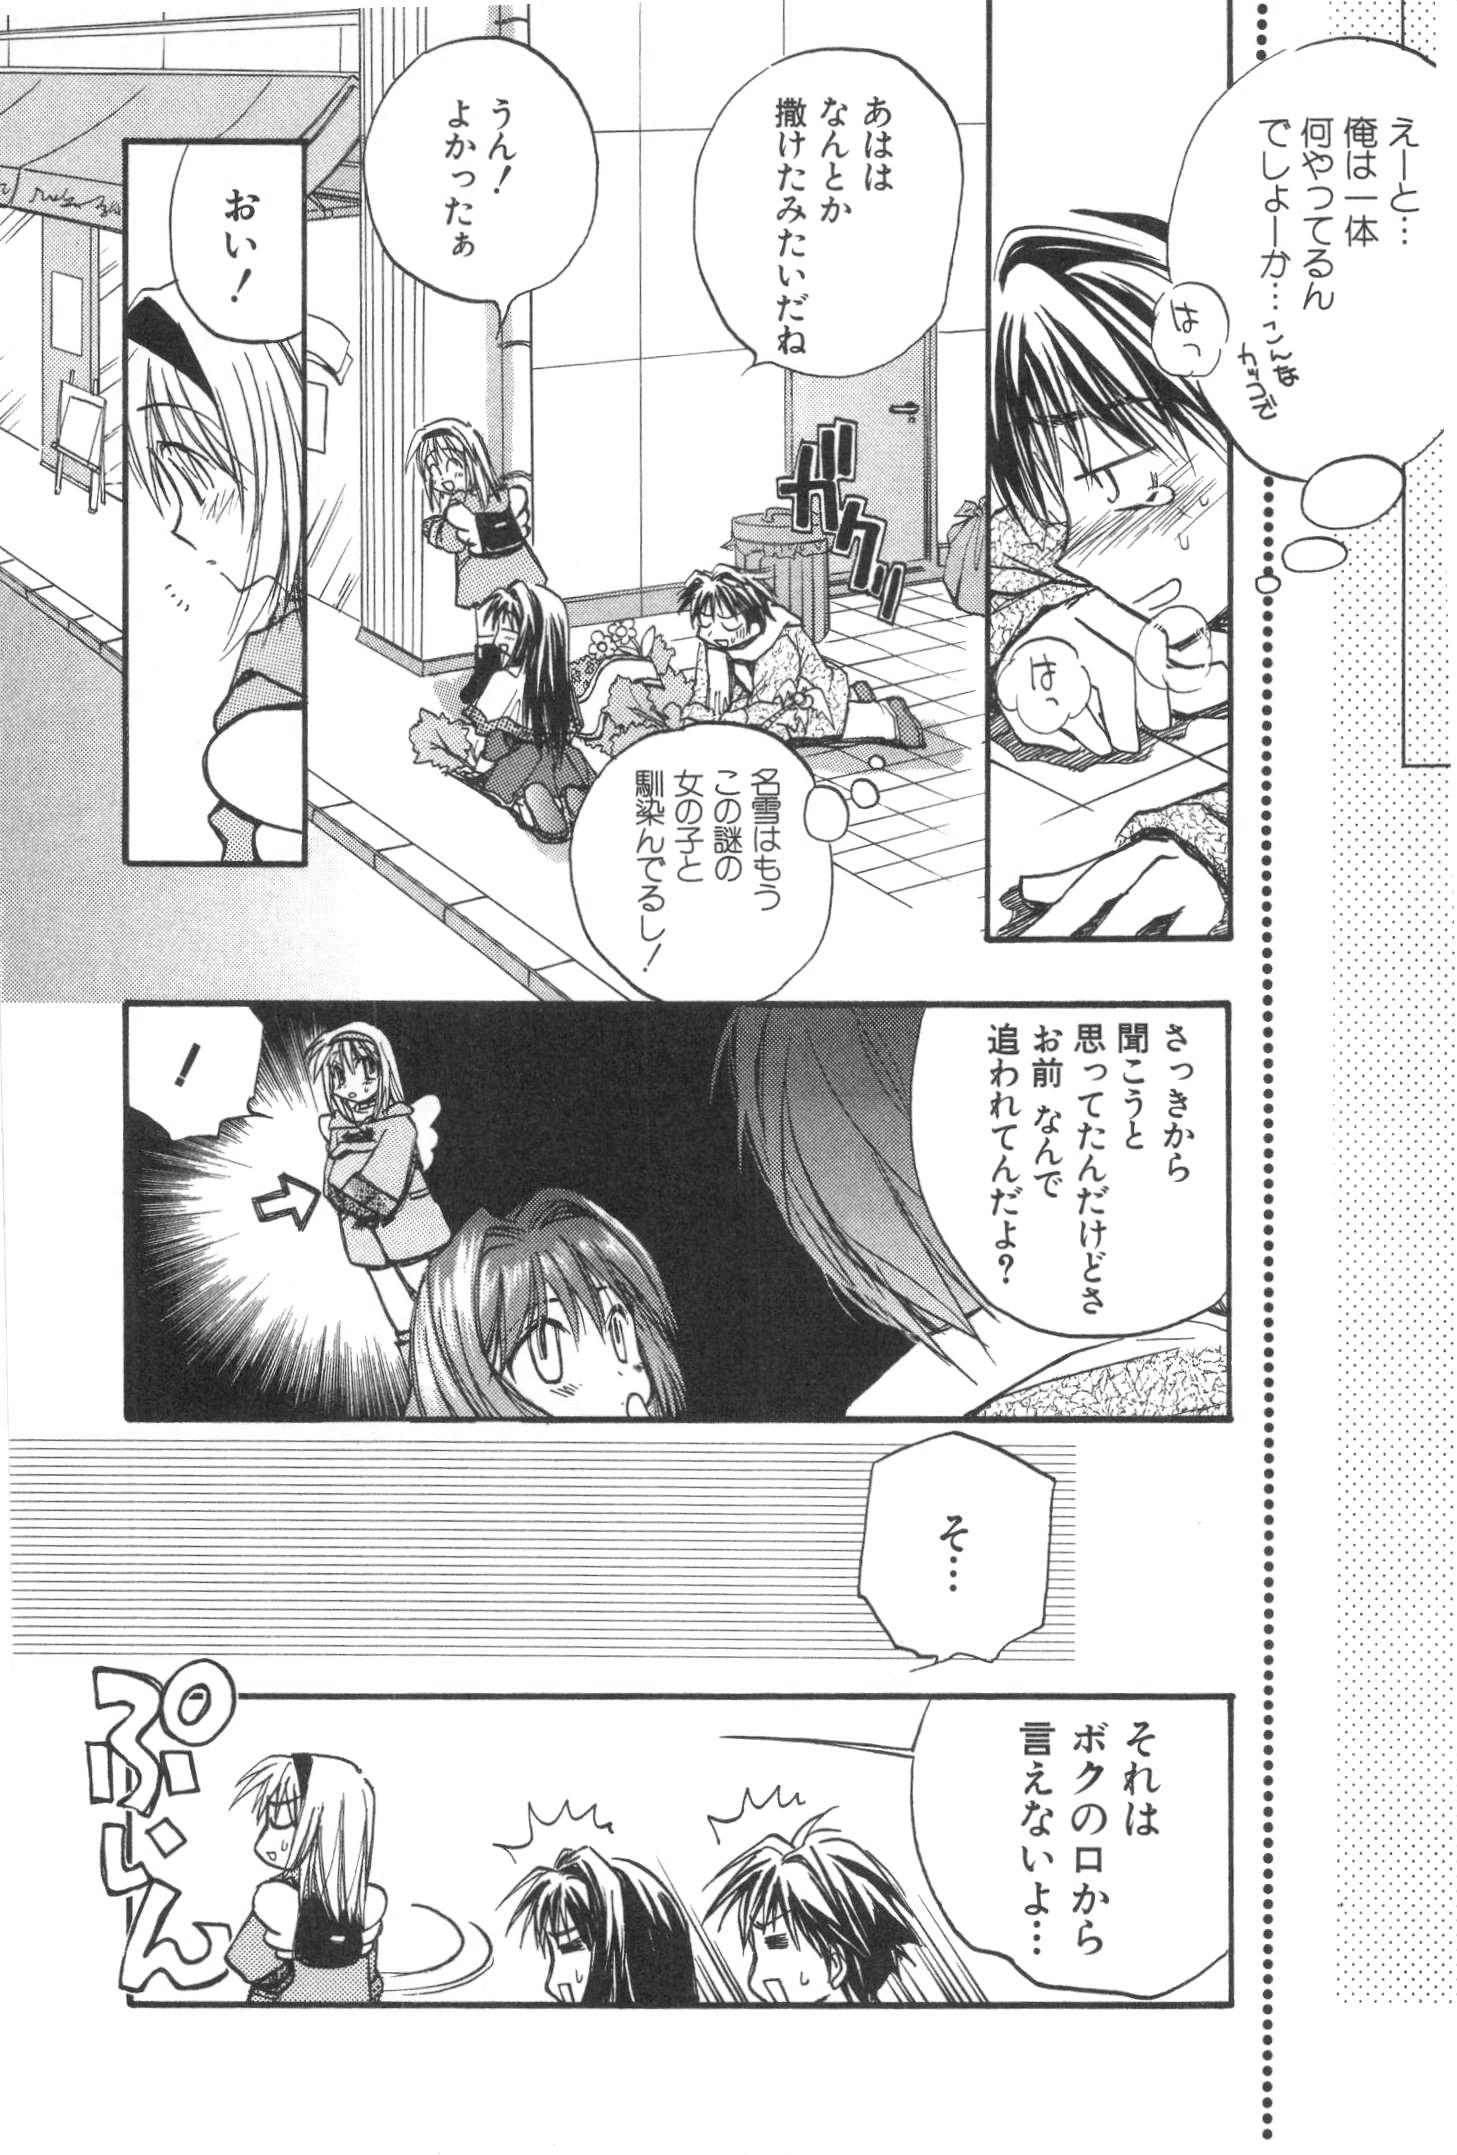 えーと…
俺は一体
何やってるん
でしょーか…
こんな
カッコで
はっ
はっ
あはは
なんとか
撒けたみたいだね
うん!
よかったぁ
ガクッ
名雪はもう
この謎の
女の子と
馴染んでるし!
おい!
さっきから
聞こうと
思ってたんだけどさ
お前 なんで
追われてんだよ?
!
そ…
それは
ボクの口から
言えないよ…
ぷいん